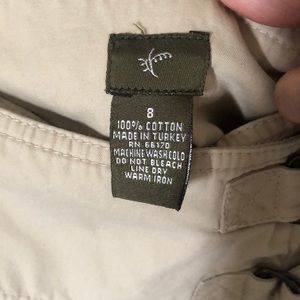 8
100% COTTON
MADE IN TURKEY
RN 66170
MACHINE WASH COLD
DO NOT BLEACH
LINE DRY
WARM IRON